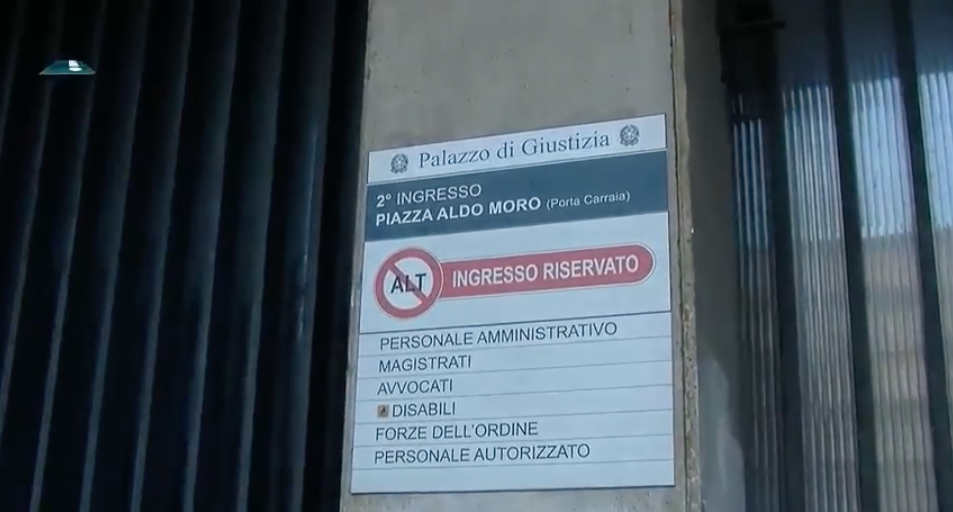 Palazzo di Giustizia
2° INGRESSO
PIAZZA ALDO MORO (Porta Carraia)
ALT INGRESSO RISERVATO
PERSONALE AMMINISTRATIVO
MAGISTRATI
AVVOCATI
DISABILI
FORZE DELL'ORDINE
PERSONALE AUTORIZZATO